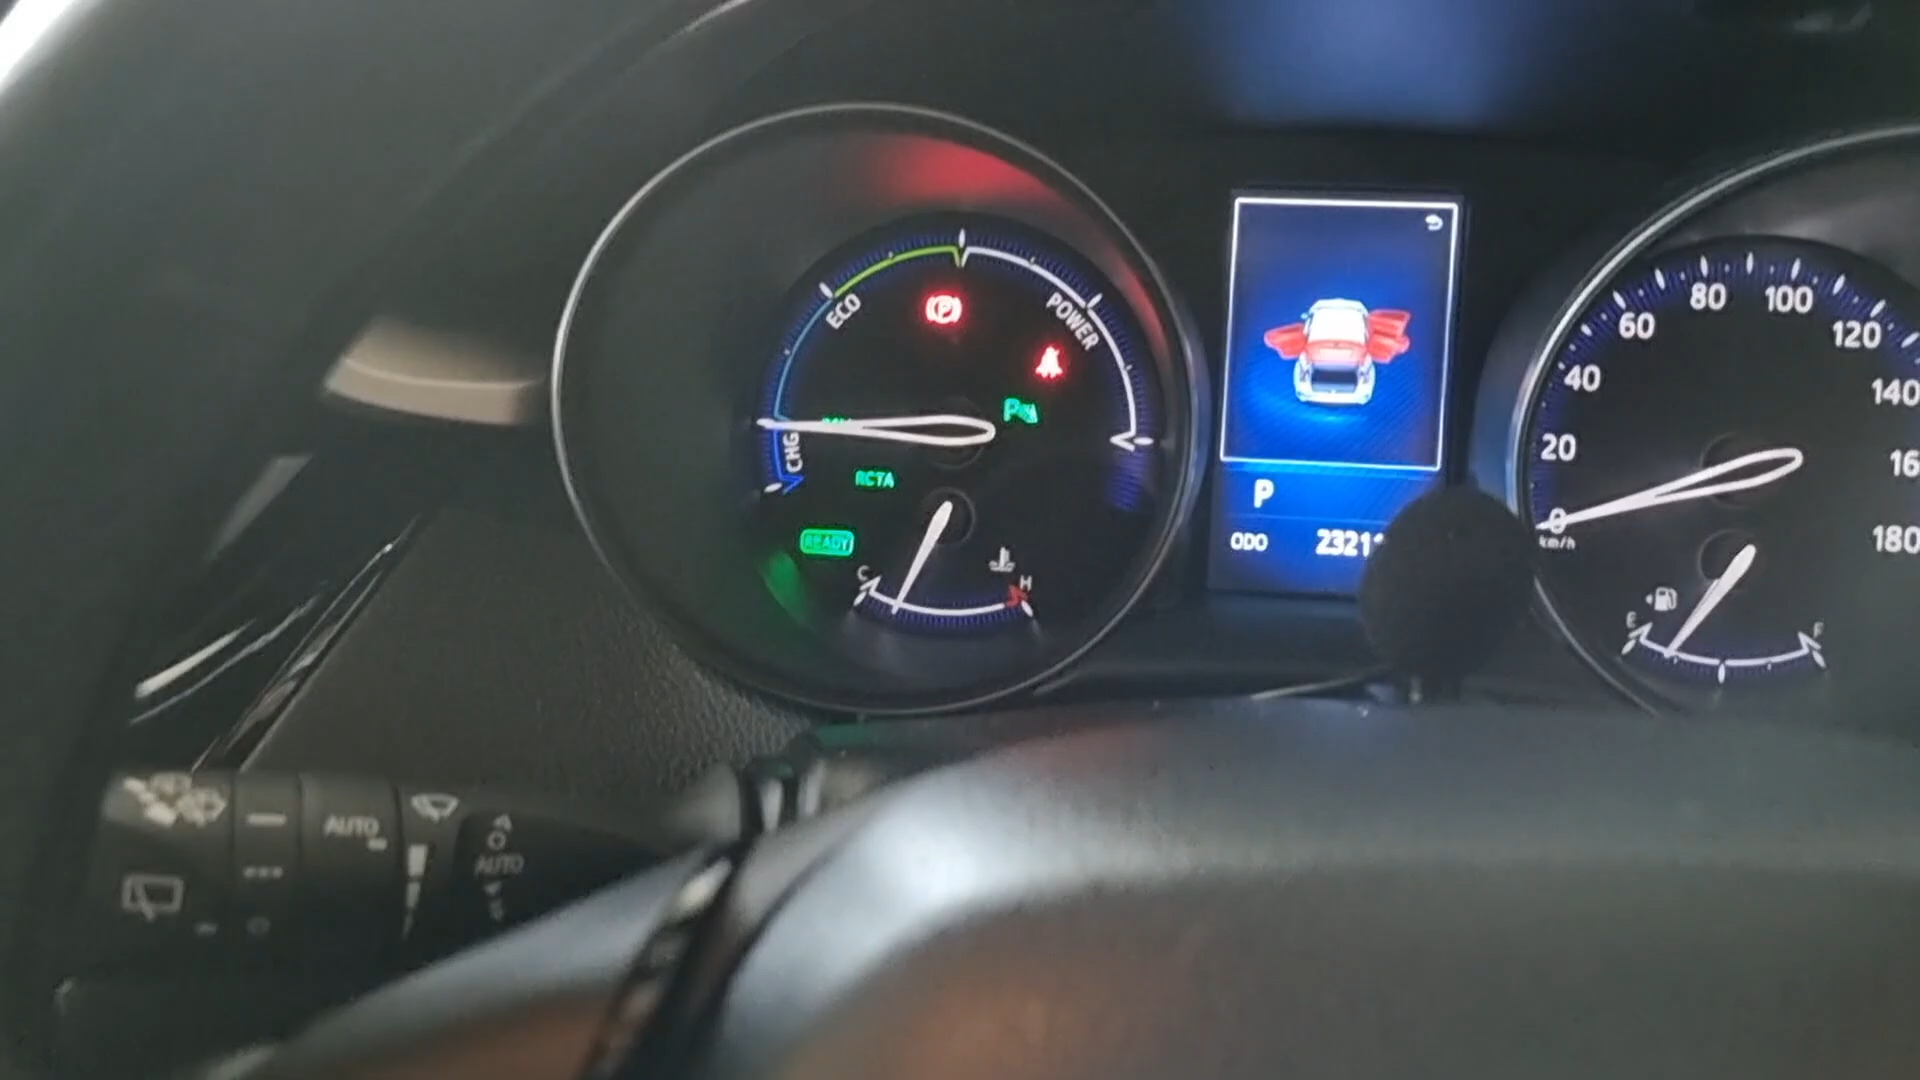 ECO
POWER
CHG
RCTA
READY
C
H
P
ODO
20
40
60
80
100
120
140
180
0
km/h
E
F
AUTO
AUTO